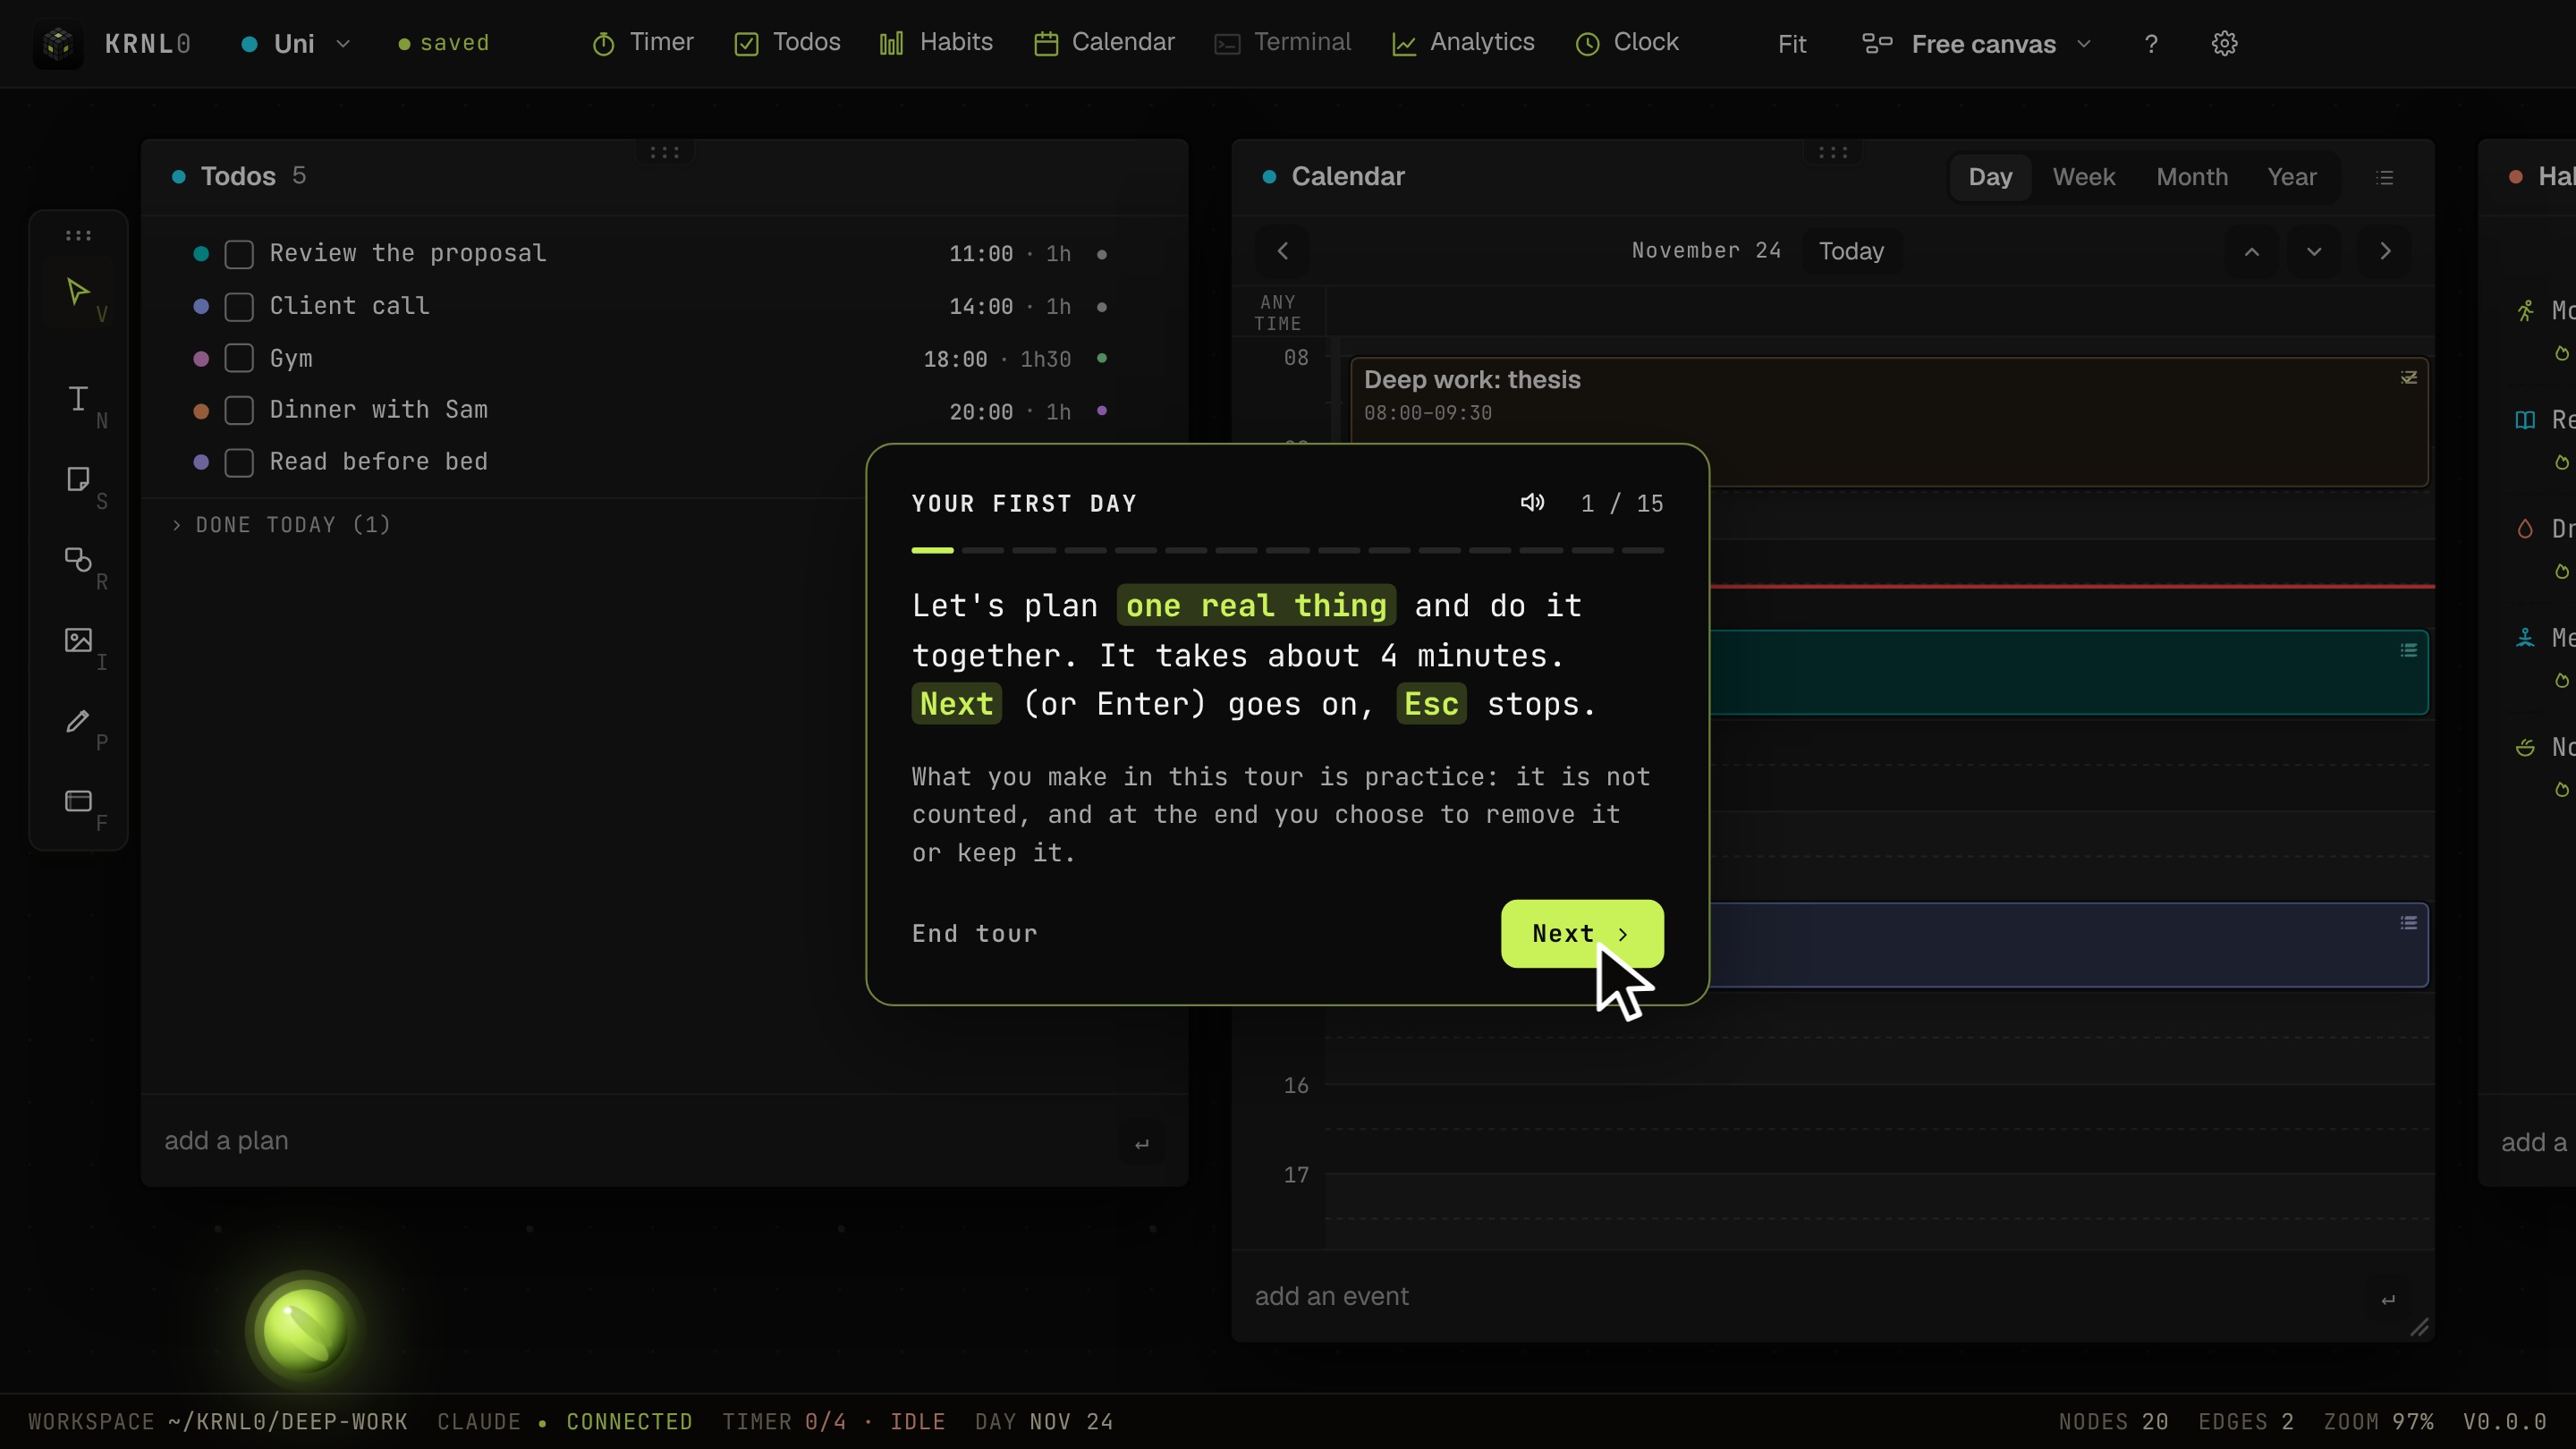 KRNL0
Uni
saved
Timer
Todos
Habits
Calendar
Terminal
Analytics
Clock
Fit
Free canvas
?
Todos 5
Review the proposal 11:00 · 1h
Client call 14:00 · 1h
Gym 18:00 · 1h30
Dinner with Sam 20:00 · 1h
Read before bed
DONE TODAY (1)
add a plan
V
N
S
R
I
P
F
Calendar
Day Week Month Year
November 24 Today
ANY
TIME
08
Deep work: thesis
08:00–09:30
16
17
add an event
add a
YOUR FIRST DAY 1 / 15
Let's plan one real thing and do it
together. It takes about 4 minutes.
Next (or Enter) goes on, Esc stops.
What you make in this tour is practice: it is not
counted, and at the end you choose to remove it
or keep it.
End tour
Next
WORKSPACE ~/KRNL0/DEEP-WORK CLAUDE • CONNECTED TIMER 0/4 · IDLE DAY NOV 24
NODES 20 EDGES 2 ZOOM 97% V0.0.0